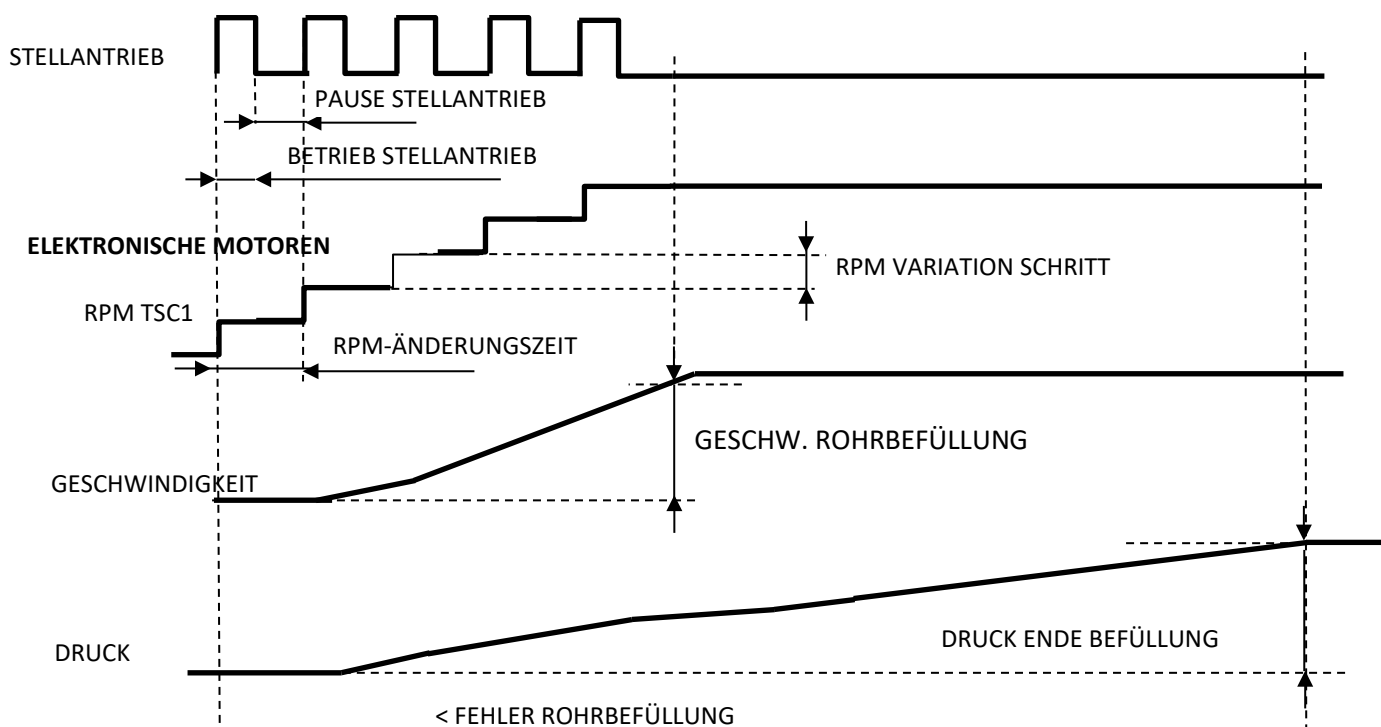 STELLANTRIEB
PAUSE STELLANTRIEB
BETRIEB STELLANTRIEB
ELEKTRONISCHE MOTOREN
RPM VARIATION SCHRITT
RPM TSC1
RPM-ÄNDERUNGSZEIT
GESCHW. ROHRBEFÜLLUNG
GESCHWINDIGKEIT
DRUCK ENDE BEFÜLLUNG
DRUCK
< FEHLER ROHRBEFÜLLUNG